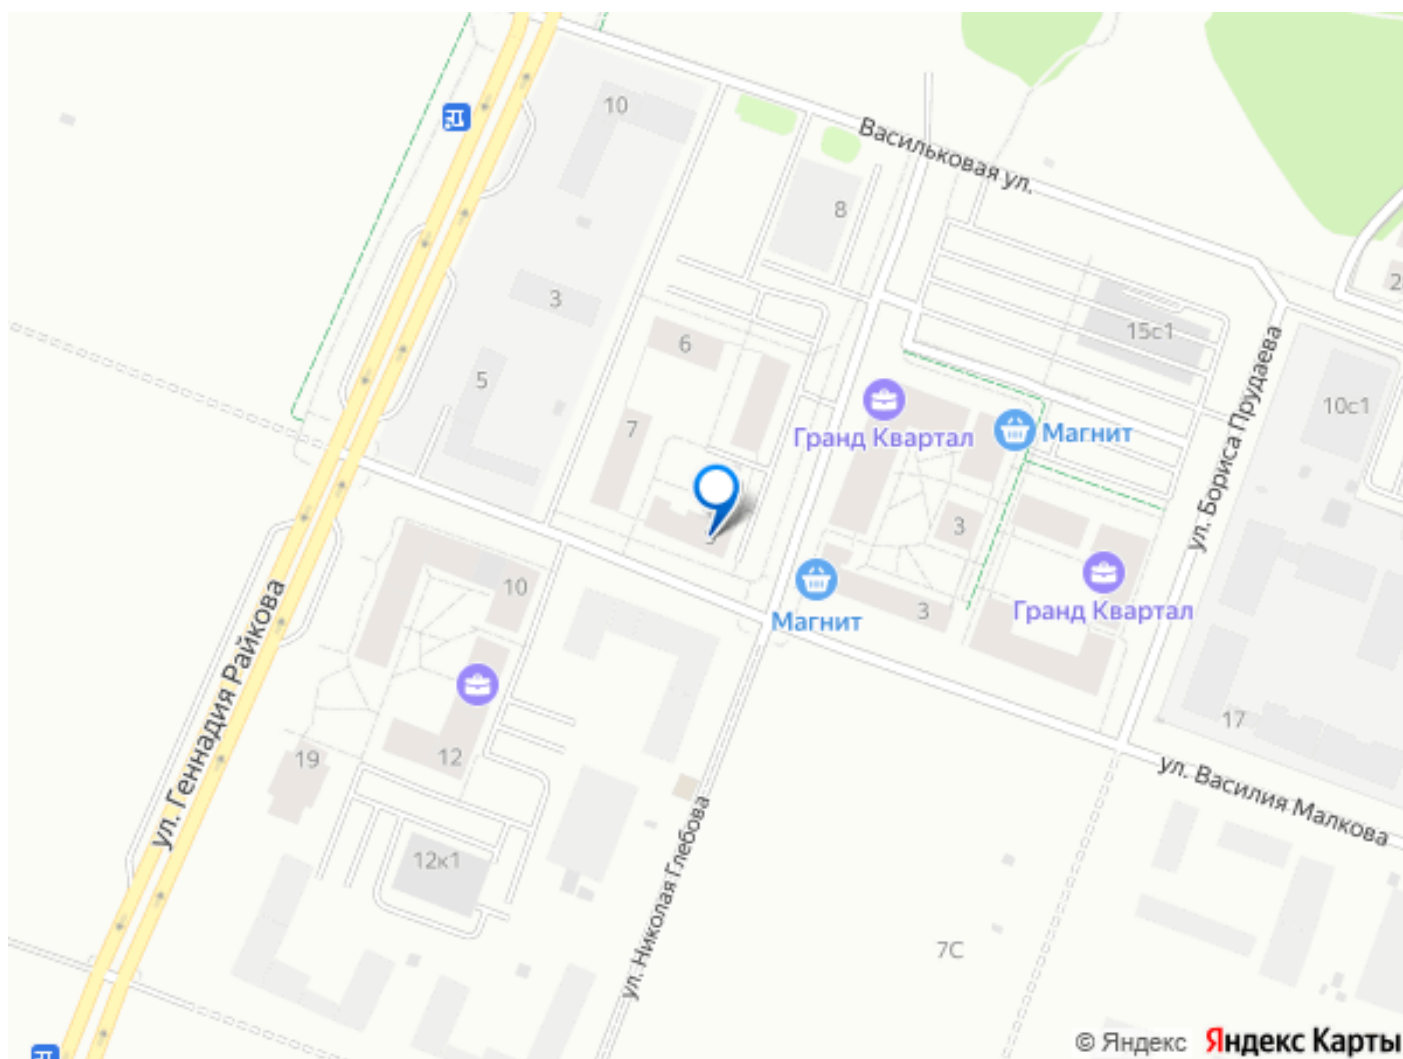 10
Васильковая ул.
8
3
15с1
2
6
5
10с1
7
Гранд Квартал
Магнит
ул. Бориса Прудаева
3
10
Гранд Квартал
3
Магнит
ул. Геннадия Райкова
17
12
19
ул. Василия Малкова
12к1
ул. Николая Глебова
7С
© Яндекс Яндекс Карты